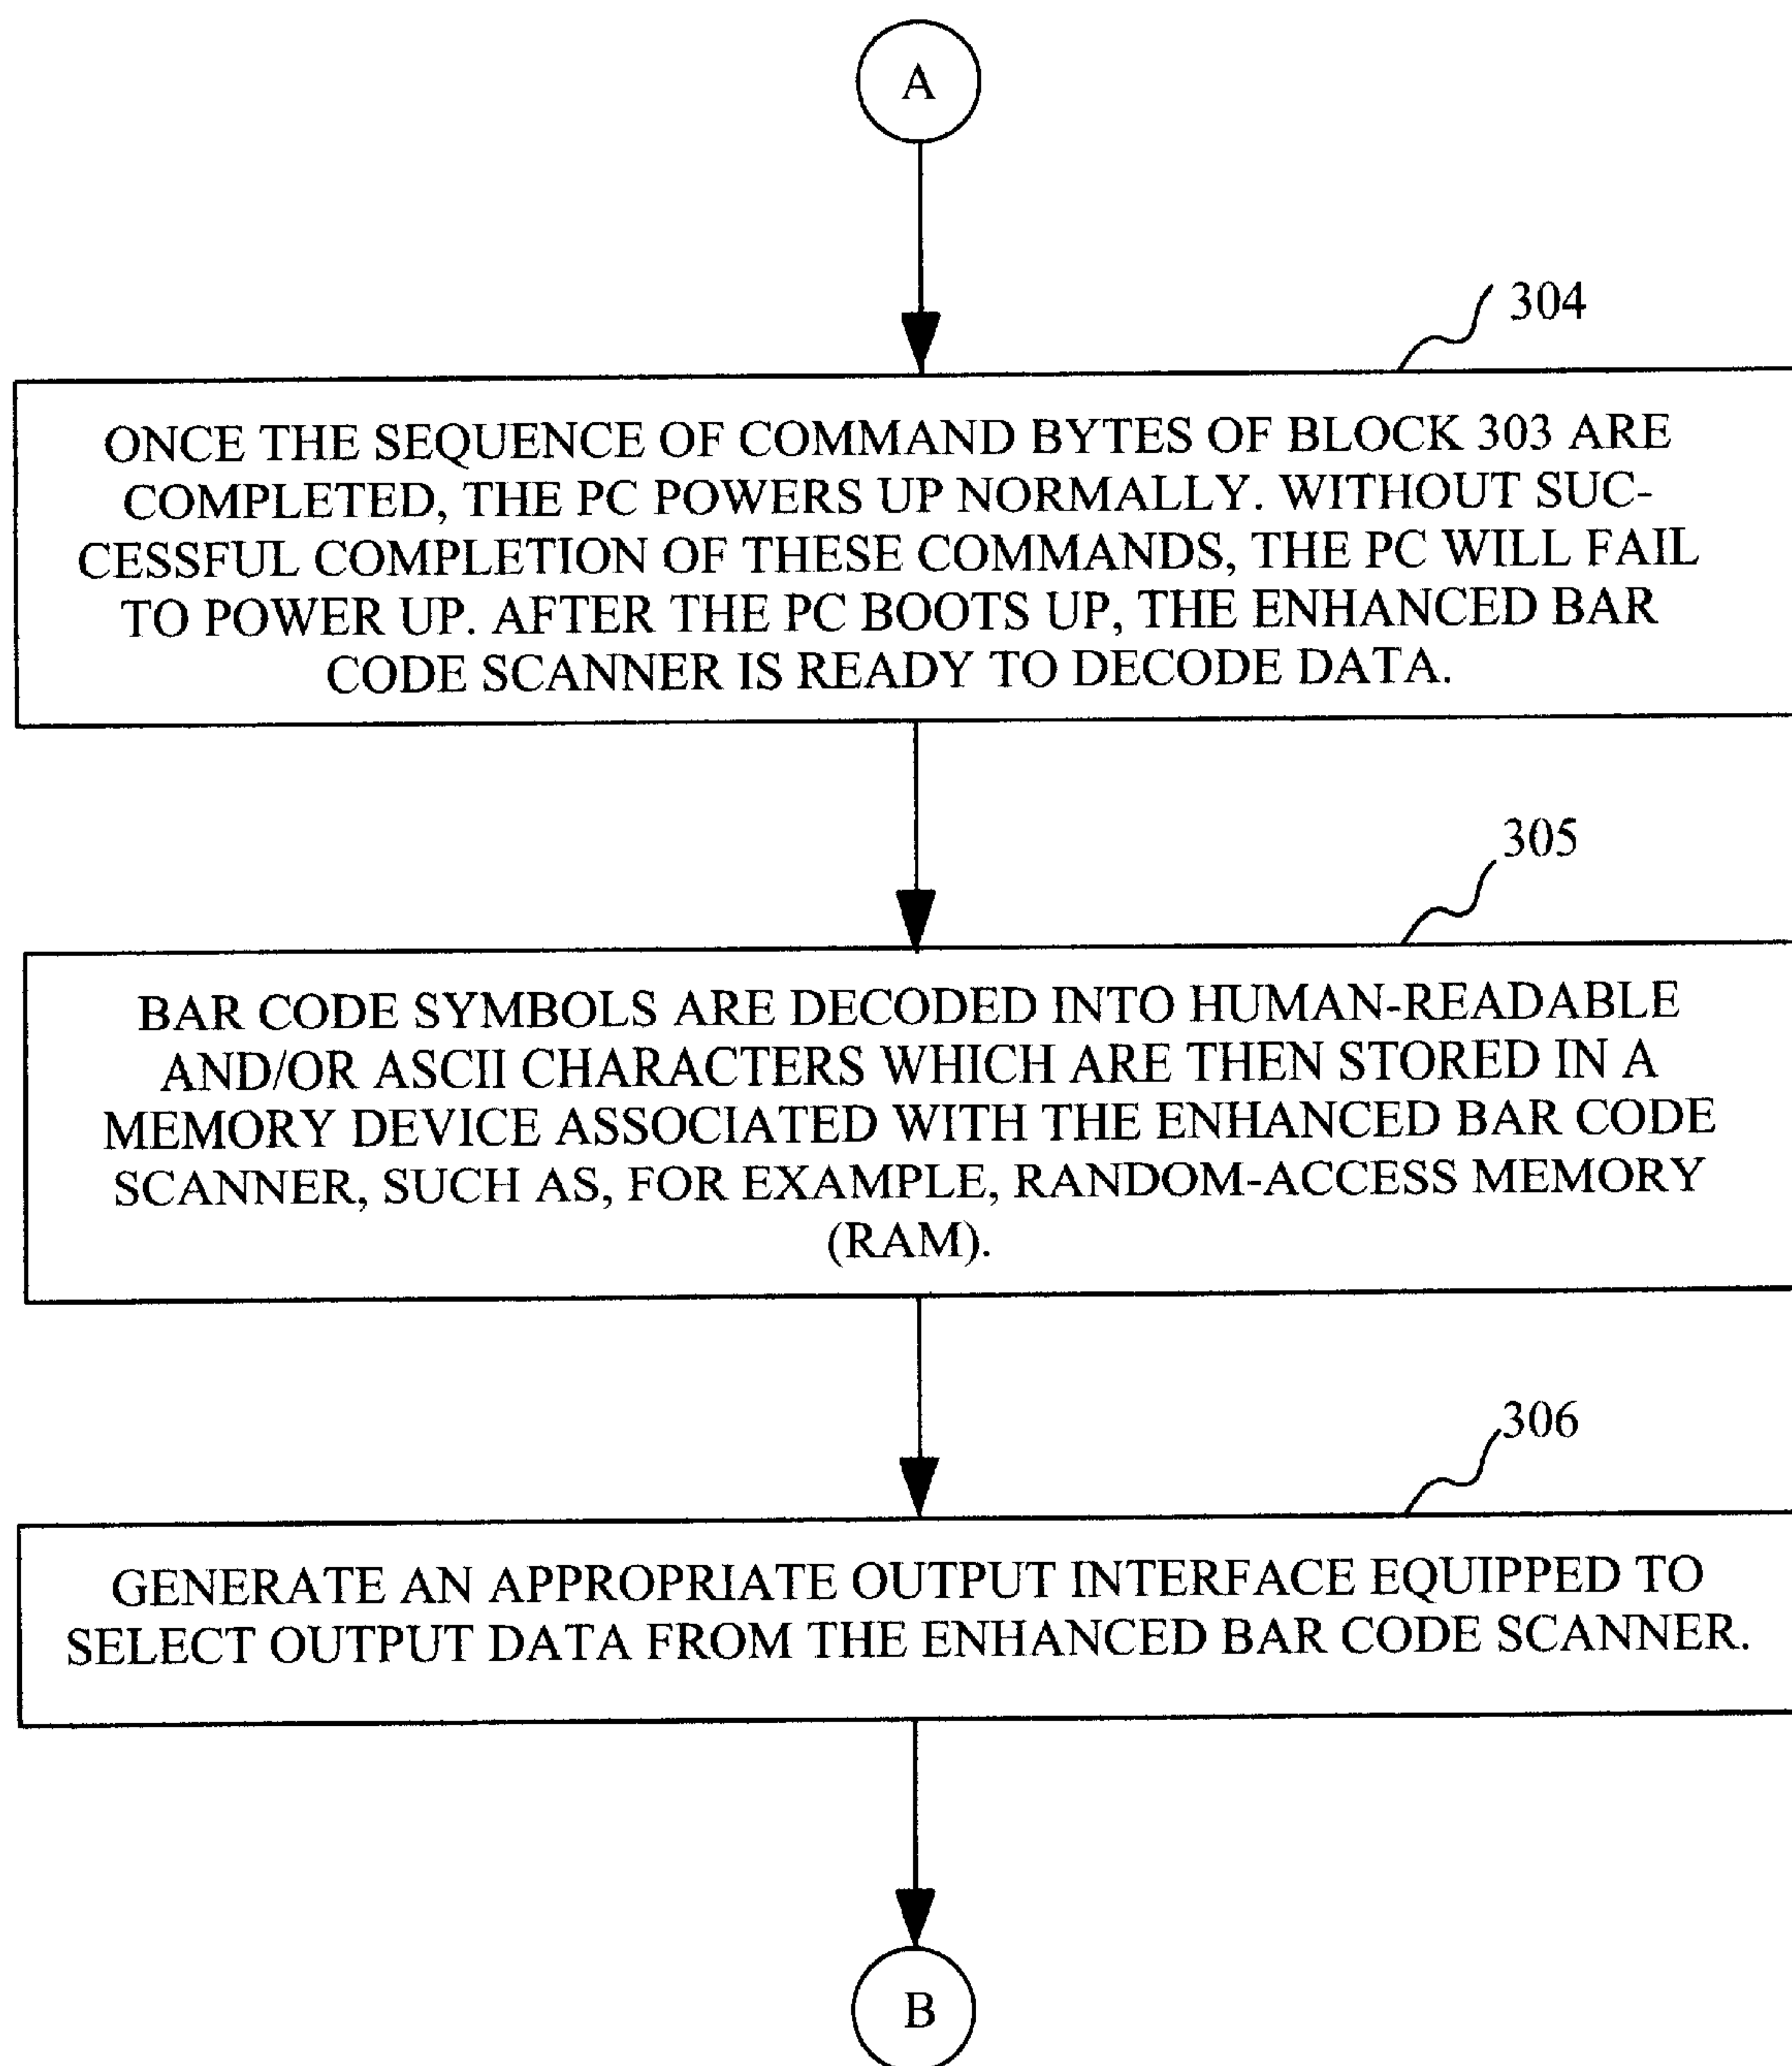 A
304
ONCE THE SEQUENCE OF COMMAND BYTES OF BLOCK 303 ARE
COMPLETED, THE PC POWERS UP NORMALLY. WITHOUT SUC-
CESSFUL COMPLETION OF THESE COMMANDS, THE PC WILL FAIL
TO POWER UP. AFTER THE PC BOOTS UP, THE ENHANCED BAR
CODE SCANNER IS READY TO DECODE DATA.
305
BAR CODE SYMBOLS ARE DECODED INTO HUMAN-READABLE
AND/OR ASCII CHARACTERS WHICH ARE THEN STORED IN A
MEMORY DEVICE ASSOCIATED WITH THE ENHANCED BAR CODE
SCANNER, SUCH AS, FOR EXAMPLE, RANDOM-ACCESS MEMORY
(RAM).
306
GENERATE AN APPROPRIATE OUTPUT INTERFACE EQUIPPED TO
SELECT OUTPUT DATA FROM THE ENHANCED BAR CODE SCANNER.
B